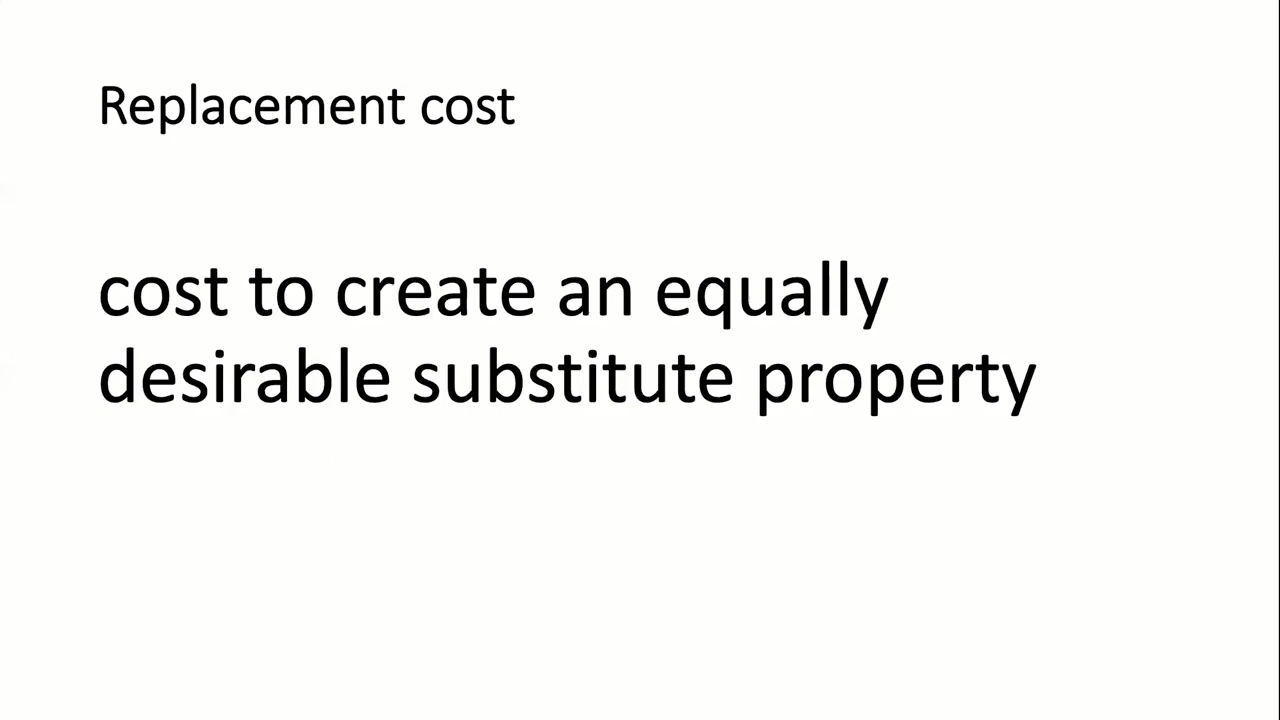 Replacement cost
cost to create an equally
desirable substitute property